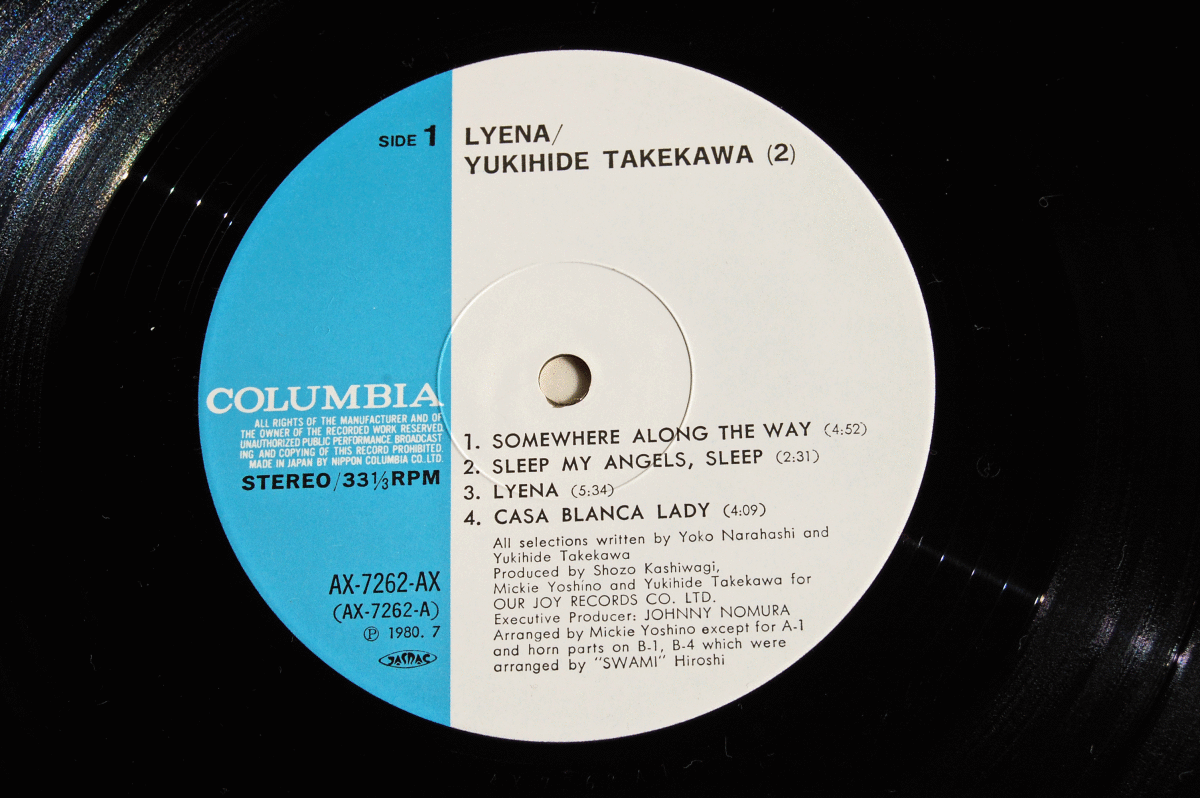 SIDE 1
LYENA/
YUKIHIDE TAKEKAWA (2)
COLUMBIA
ALL RIGHTS OF THE MANUFACTURER AND OF
THE OWNER OF THE RECORDED WORK RESERVED.
UNAUTHORIZED PUBLIC PERFORMANCE. BROADCAST
ING AND COPYING OF THIS RECORD PROHIBITED.
MADE IN JAPAN BY NIPPON COLUMBIA CO.LTD.
STEREO/33⅓RPM
AX-7262-AX
(AX-7262-A)
Ⓟ 1980. 7
JASRAC
1. SOMEWHERE ALONG THE WAY (4:52)
2. SLEEP MY ANGELS, SLEEP (2:31)
3. LYENA (5:34)
4. CASA BLANCA LADY (4:09)
All selections written by Yoko Narahashi and
Yukihide Takekawa
Produced by Shozo Kashiwagi,
Mickie Yoshino and Yukihide Takekawa for
OUR JOY RECORDS CO. LTD.
Executive Producer: JOHNNY NOMURA
Arranged by Mickie Yoshino except for A-1
and horn parts on B-1, B-4 which were
arranged by "SWAMI" Hiroshi